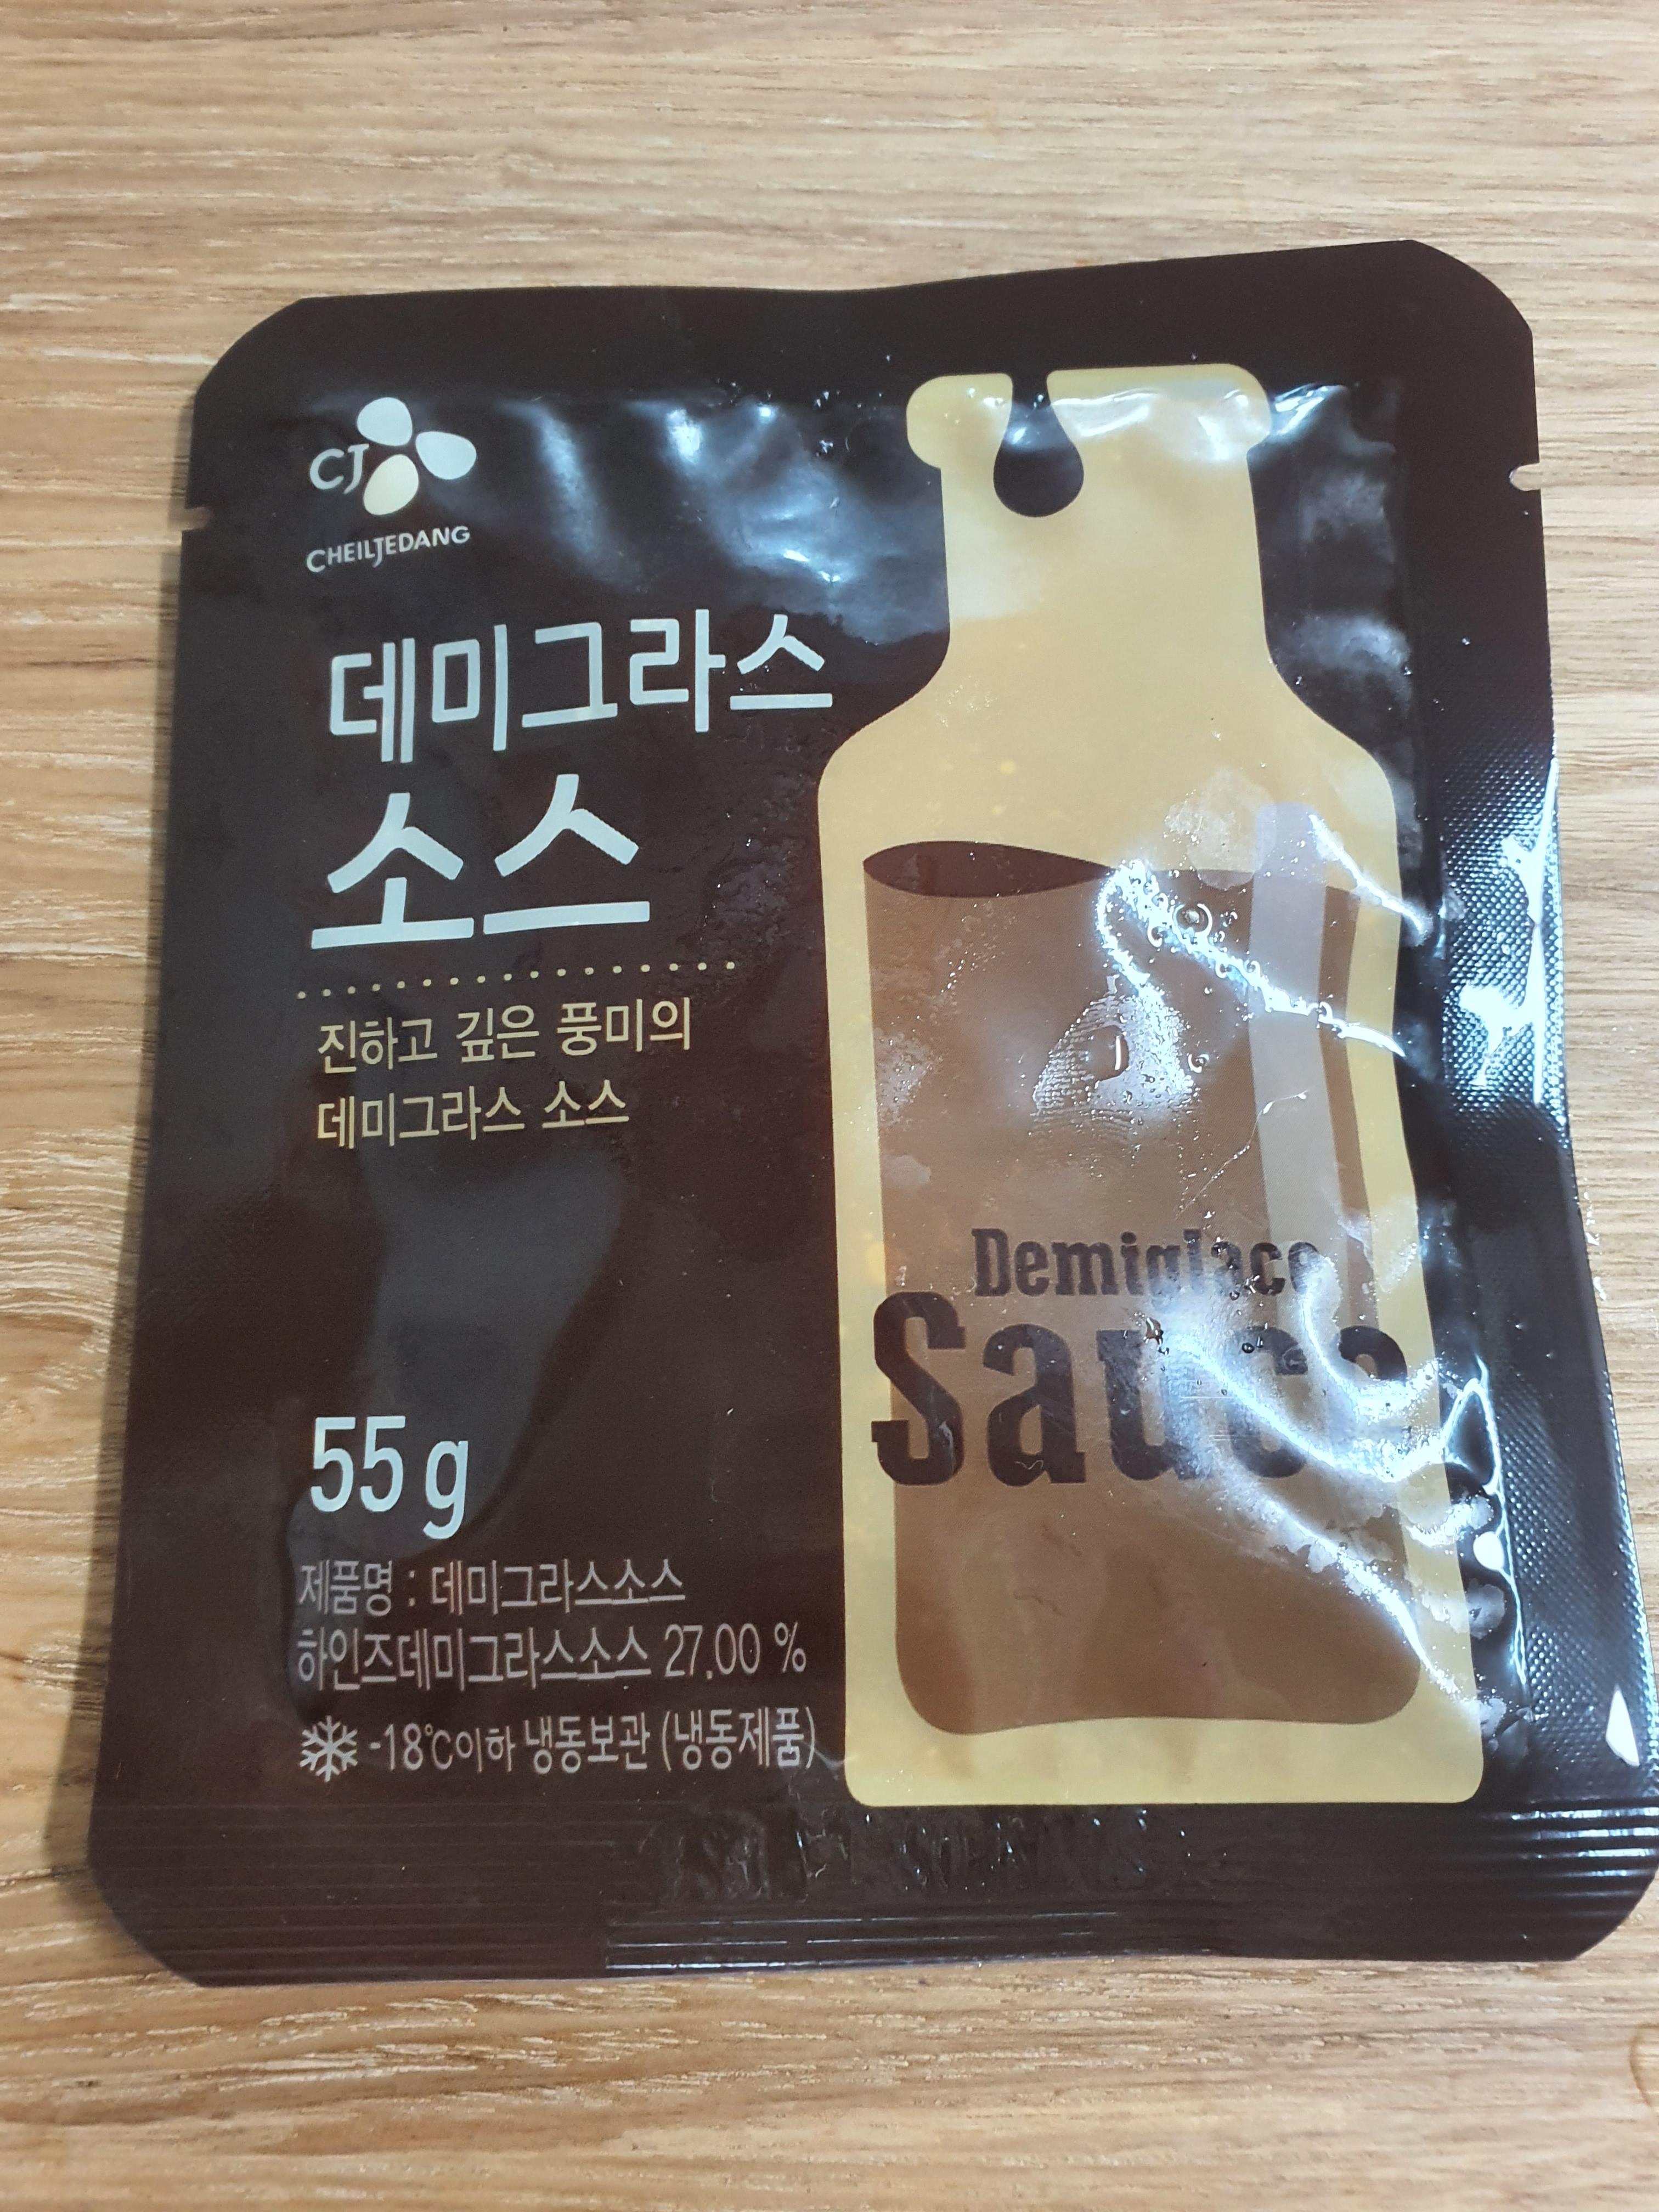 CJ
CHEILJEDANG
데미그라스
소스
진하고 깊은 풍미의
데미그라스 소스
Demiglace
Sauce
55 g
제품명 : 데미그라스소스
하인즈데미그라스소스 27.00 %
-18℃이하 냉동보관 (냉동제품)